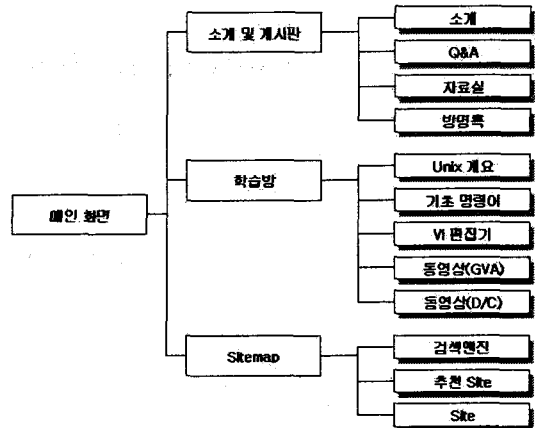 메인 화면
소개 및 게시판
소개
Q&A
자료실
방명록
학습방
Unix 개요
기초 명령어
VI 편집기
동영상(GVA)
동영상(D/C)
Sitemap
검색엔진
추천 Site
Site